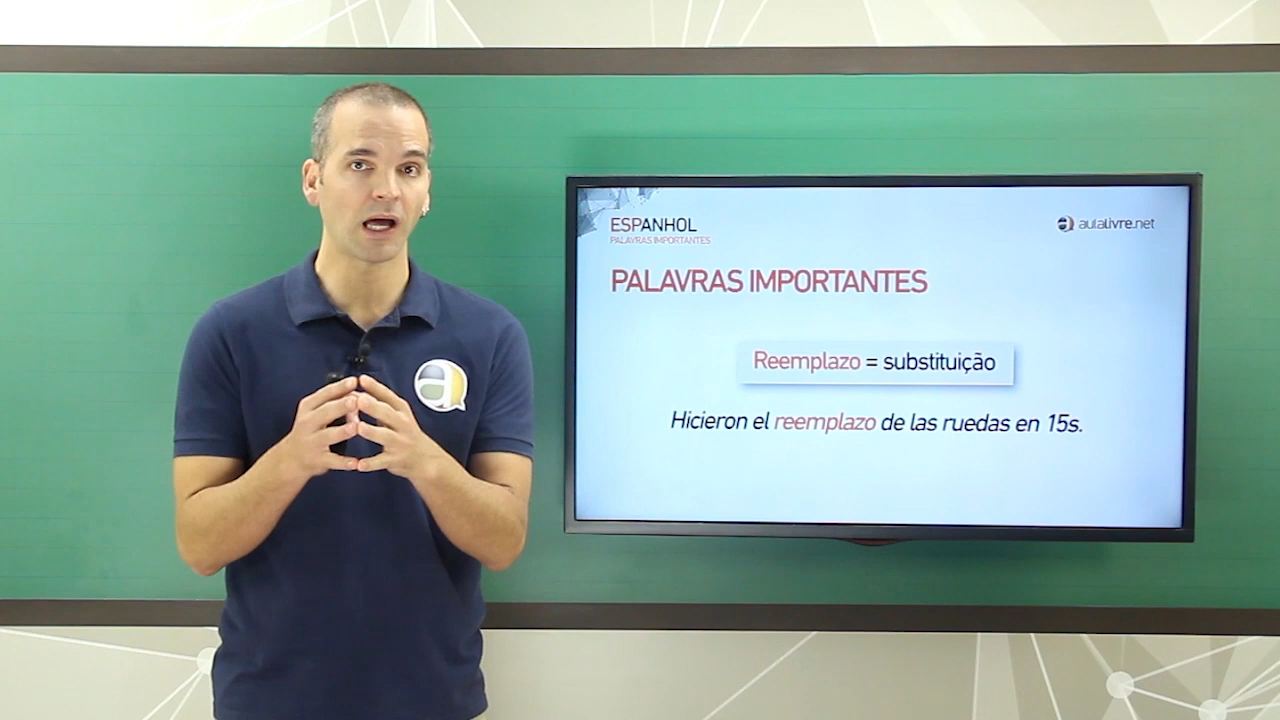 ESPANHOL
PALAVRAS IMPORTANTES
aulalivre.net
PALAVRAS IMPORTANTES
Reemplazo = substituição
Hicieron el reemplazo de las ruedas en 15s.
a